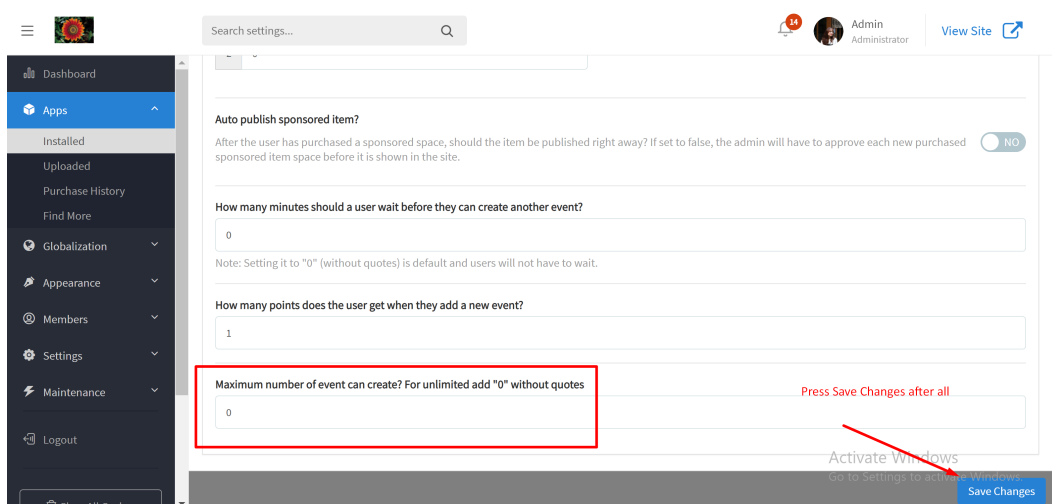 Search settings...
14
Admin
Administrator
View Site
Dashboard
Apps
Installed
Uploaded
Purchase History
Find More
Globalization
Appearance
Members
Settings
Maintenance
Logout
Auto publish sponsored item?
After the user has purchased a sponsored space, should the item be published right away? If set to false, the admin will have to approve each new purchased
sponsored item space before it is shown in the site.
NO
How many minutes should a user wait before they can create another event?
0
Note: Setting it to "0" (without quotes) is default and users will not have to wait.
How many points does the user get when they add a new event?
1
Maximum number of event can create? For unlimited add "0" without quotes
0
Press Save Changes after all
Activate Windows
Go to Settings to activate Windows.
Save Changes